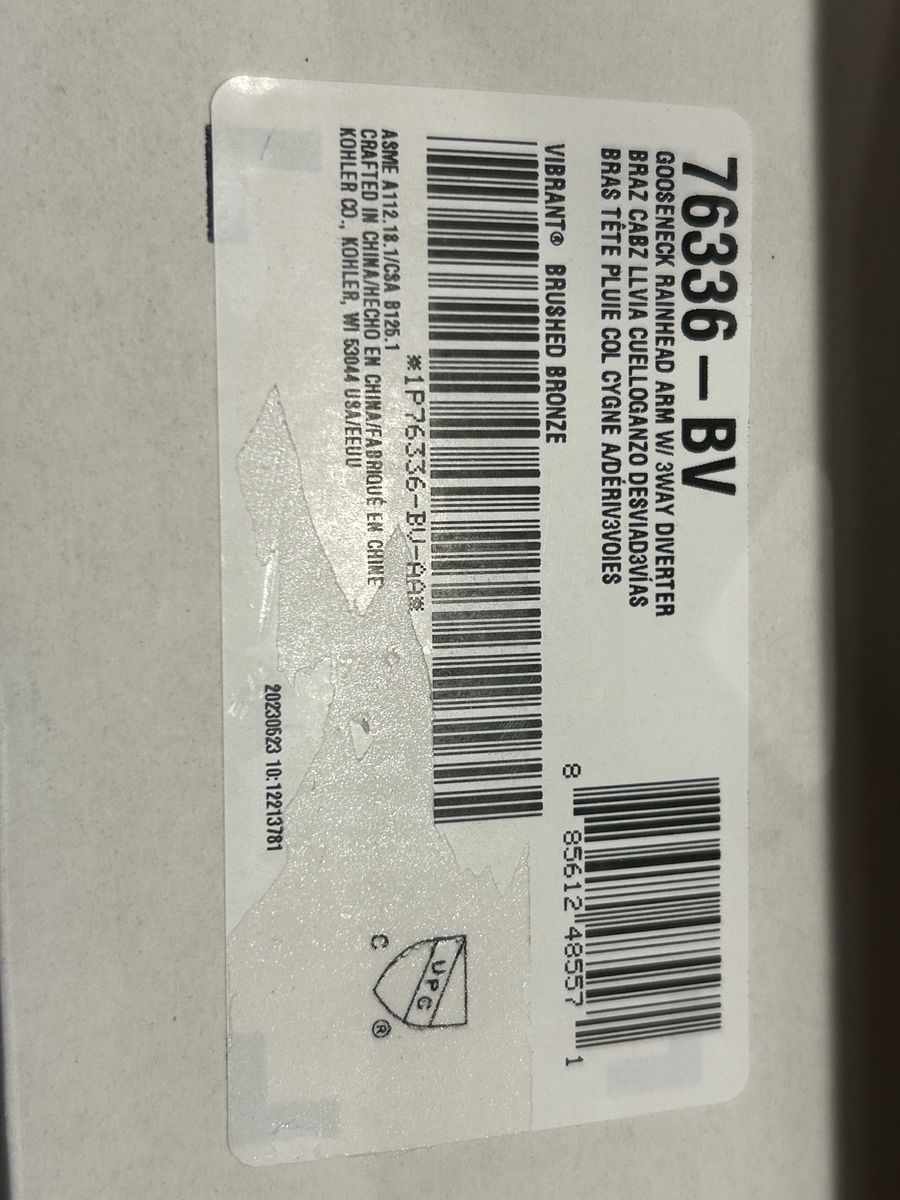 76336-BV
GOOSENECK RAINHEAD ARM W/ 3WAY DIVERTER
BRAZ CABZ LLVIA CUELLOGANZO DESVIAD3VÍAS
BRAS TÊTE PLUIE COL CYGNE A/DÉRIV3VOIES
8 85612 48557 1
VIBRANT® BRUSHED BRONZE
*1P76336-BV-AA*
ASME A112.18.1/CSA B125.1
CRAFTED IN CHINA/HECHO EN CHINA/FABRIQUÉ EN CHINE
KOHLER CO., KOHLER, WI 53044 USA/EEUU
UPC
C ®
20230523 10:12213781